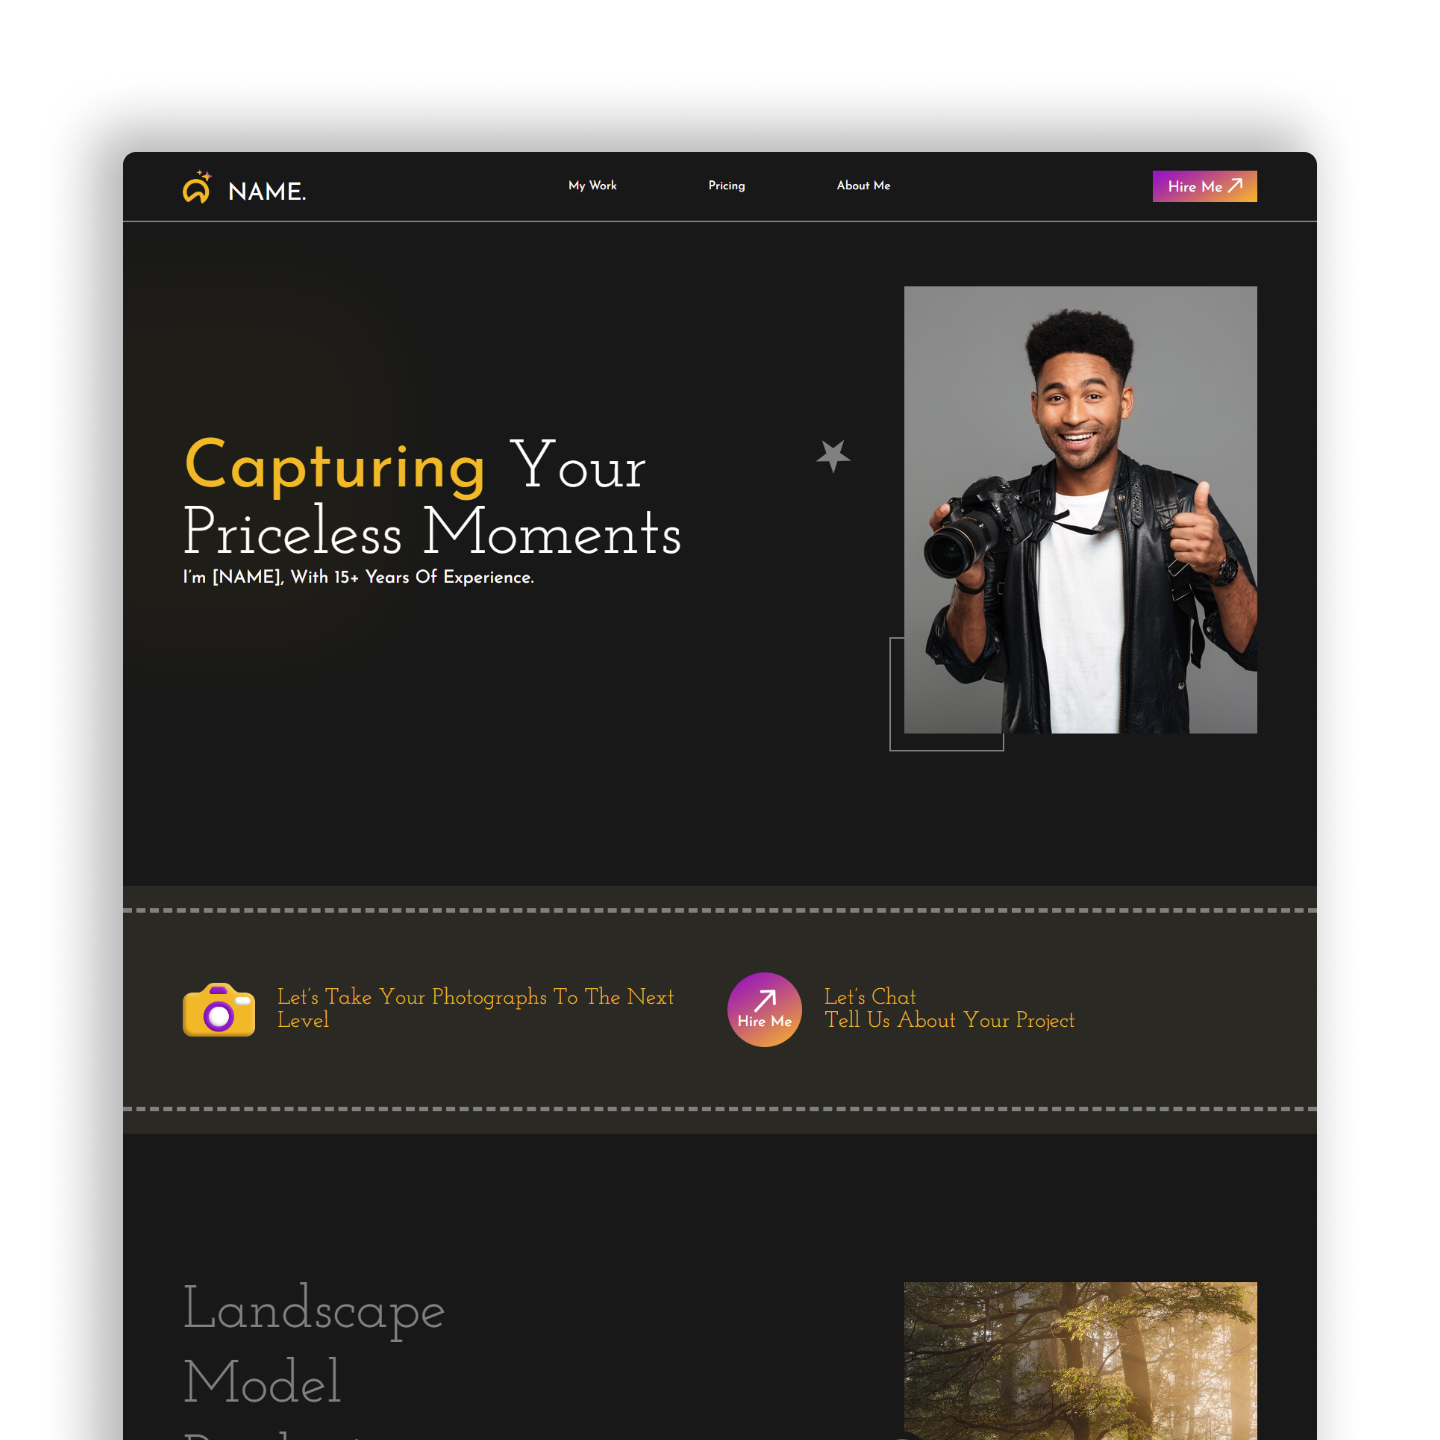 NAME.
My Work
Pricing
About Me
Hire Me
Capturing Your
Priceless Moments
I'm [NAME], With 15+ Years Of Experience.
Let's Take Your Photographs To The Next
Level
Hire Me
Let's Chat
Tell Us About Your Project
Landscape
Model